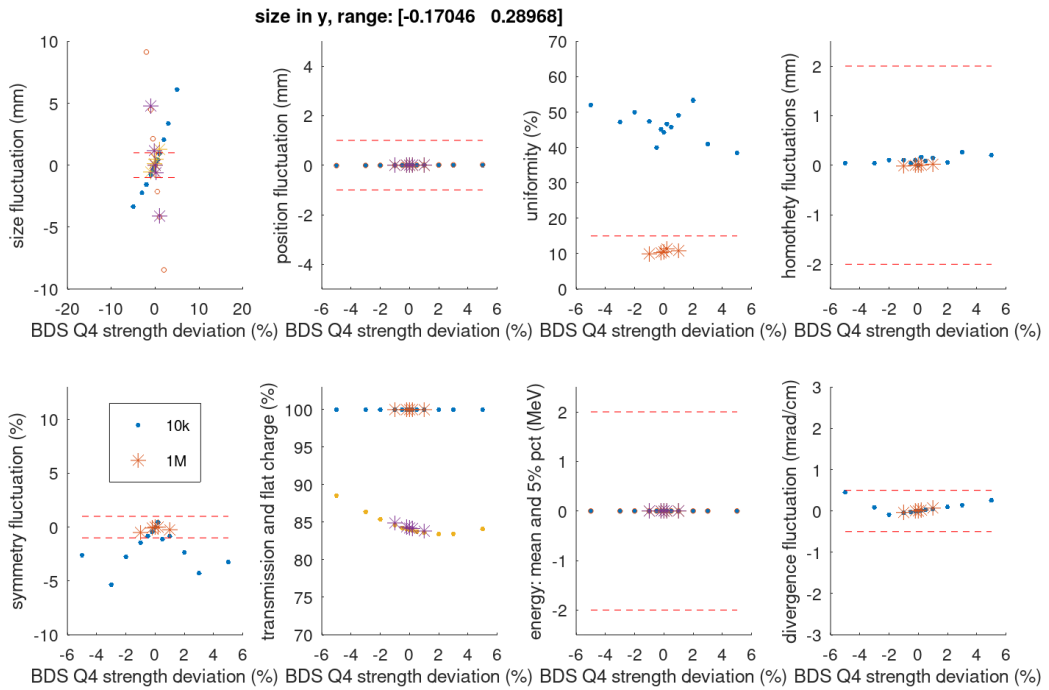 size in y, range: [-0.17046 0.28968]
size fluctuation (mm)
10
5
0
-5
-10
-20 -10 0 10 20
BDS Q4 strength deviation (%)
position fluctuation (mm)
4
2
0
-2
-4
-6 -4 -2 0 2 4 6
BDS Q4 strength deviation (%)
uniformity (%)
70
60
50
40
30
20
10
0
-6 -4 -2 0 2 4 6
BDS Q4 strength deviation (%)
homothety fluctuations (mm)
2
1
0
-1
-2
-6 -4 -2 0 2 4 6
BDS Q4 strength deviation (%)
symmetry fluctuation (%)
10
5
0
-5
-10
10k
1M
-6 -4 -2 0 2 4 6
BDS Q4 strength deviation (%)
transmission and flat charge (%)
100
95
90
85
80
75
70
-6 -4 -2 0 2 4 6
BDS Q4 strength deviation (%)
energy: mean and 5% pct (MeV)
2
1
0
-1
-2
-6 -4 -2 0 2 4 6
BDS Q4 strength deviation (%)
divergence fluctuation (mrad/cm)
3
2
1
0
-1
-2
-3
-6 -4 -2 0 2 4 6
BDS Q4 strength deviation (%)